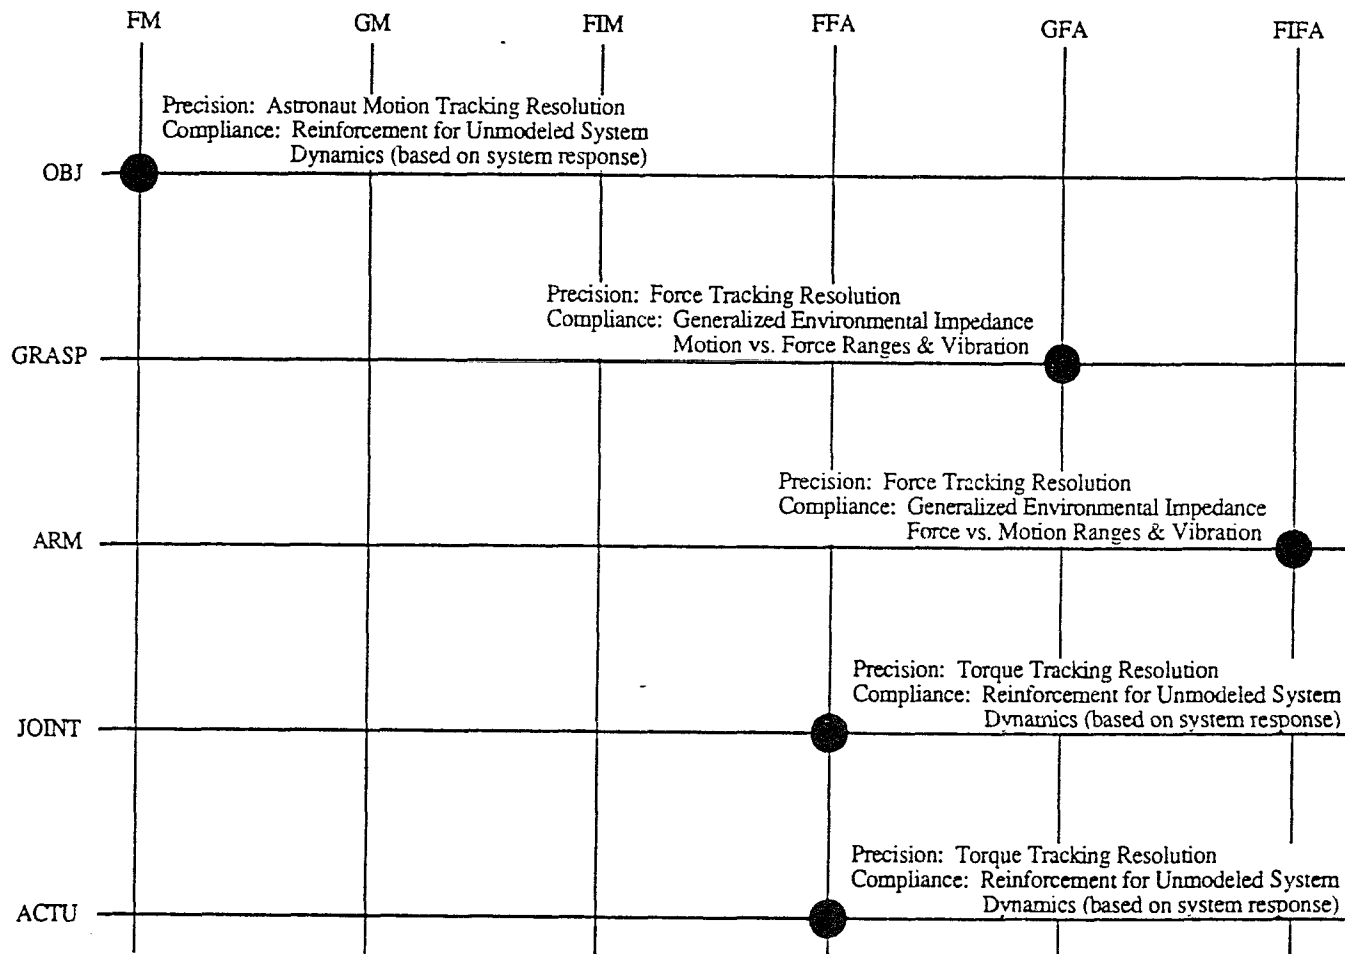 FM GM FIM FFA GFA FIFA
Precision: Astronaut Motion Tracking Resolution
Compliance: Reinforcement for Unmodeled System
Dynamics (based on system response)
OBJ
Precision: Force Tracking Resolution
Compliance: Generalized Environmental Impedance
Motion vs. Force Ranges & Vibration
GRASP
Precision: Force Tracking Resolution
Compliance: Generalized Environmental Impedance
Force vs. Motion Ranges & Vibration
ARM
Precision: Torque Tracking Resolution
Compliance: Reinforcement for Unmodeled System
Dynamics (based on system response)
JOINT
Precision: Torque Tracking Resolution
Compliance: Reinforcement for Unmodeled System
Dynamics (based on system response)
ACTU